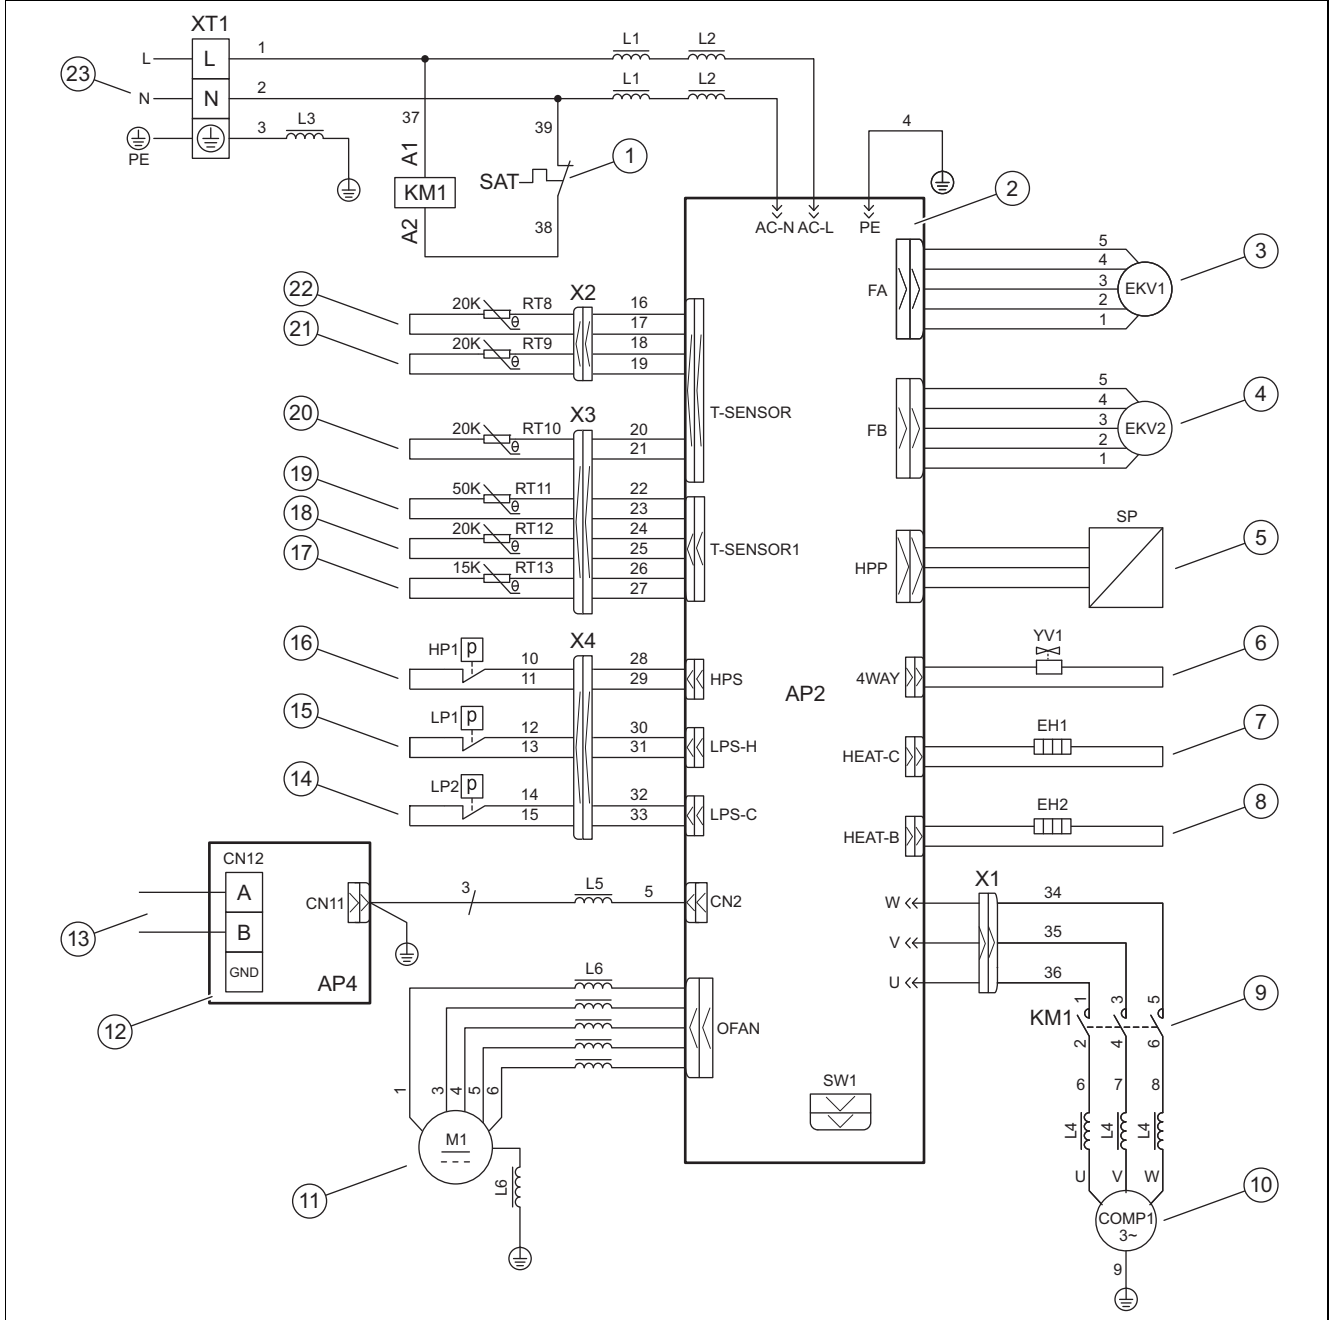 XT1
L L 1 L1 L2
23
N N 2 L1 L2
PE 3 L3
37 39 4
A1 SAT 1
KM1
A2 38
AC-N AC-L PE 2
FA 5 4 3 2 1 EKV1 3
22 20K RT8 θ X2 16 17
21 20K RT9 θ 18 19
T-SENSOR
FB 5 4 3 2 1 EKV2 4
20 20K RT10 θ X3 20 21
19 50K RT11 θ 22 23
18 20K RT12 θ 24 25
T-SENSOR1
17 15K RT13 θ 26 27
HPP SP 5
16 HP1 p 10 11 X4 28 29 HPS
AP2
4WAY YV1 6
15 LP1 p 12 13 30 31 LPS-H
HEAT-C EH1 7
14 LP2 p 14 15 32 33 LPS-C
HEAT-B EH2 8
CN12
A
B
GND
CN11 3 L5 5 CN2
13
AP4
12
X1
W 34
V 35
U 36
L6
OFAN
1 3 4 5 6
M1
11
L6
SW1
KM1 1 3 5 9
2 4 6
6 7 8
L4 L4 L4
U V W
COMP1
3~
10
9